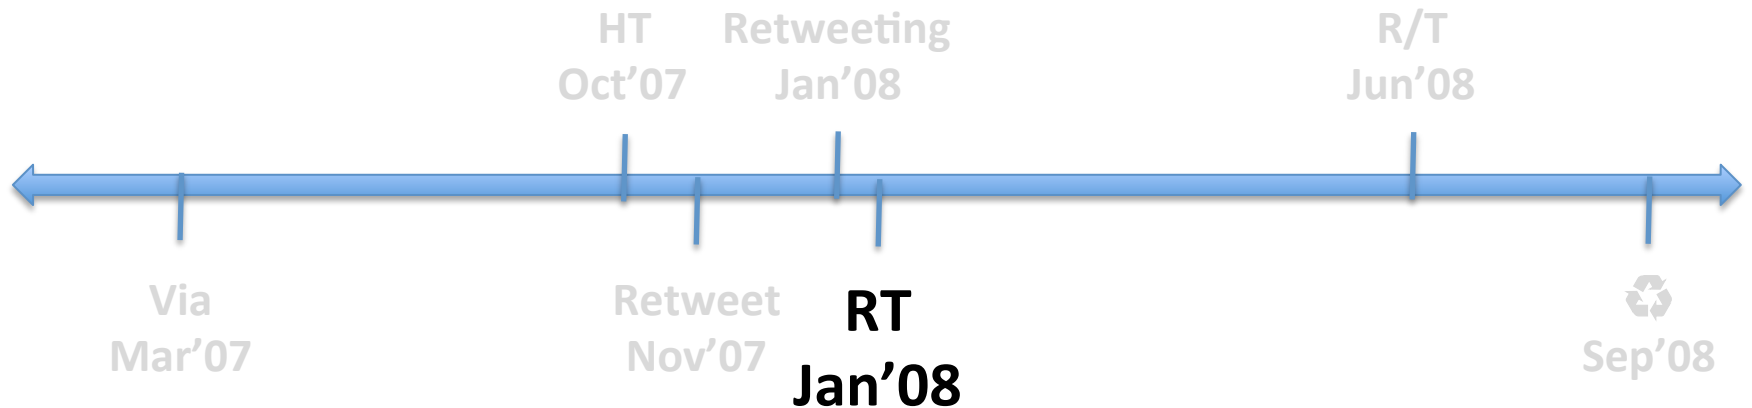 HT
Oct’07
Retweeting
Jan’08
R/T
Jun’08
Via
Mar’07
Retweet
Nov’07
RT
Jan’08
♻
Sep’08